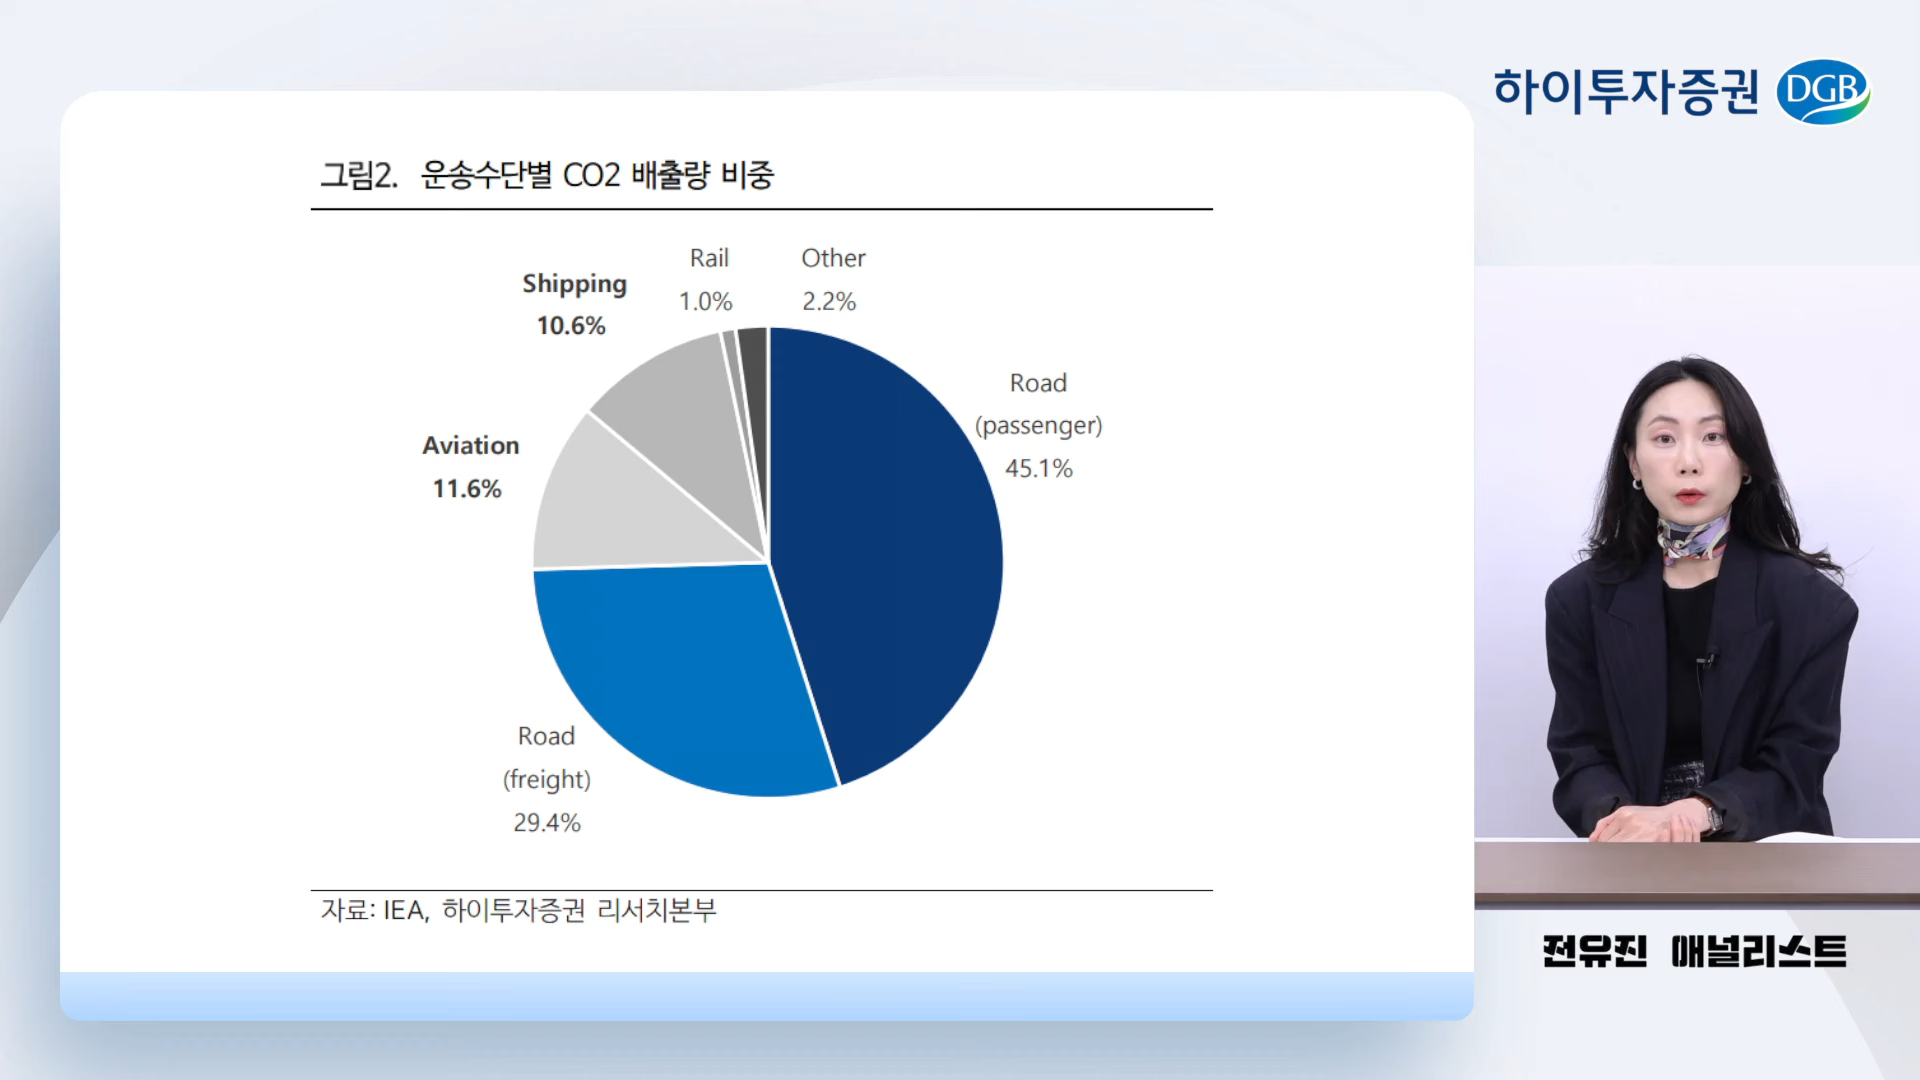 하이투자증권 DGB
그림2. 운송수단별 CO2 배출량 비중
Rail
1.0%
Other
2.2%
Shipping
10.6%
Road
(passenger)
45.1%
Aviation
11.6%
Road
(freight)
29.4%
자료: IEA, 하이투자증권 리서치본부
전유진 애널리스트